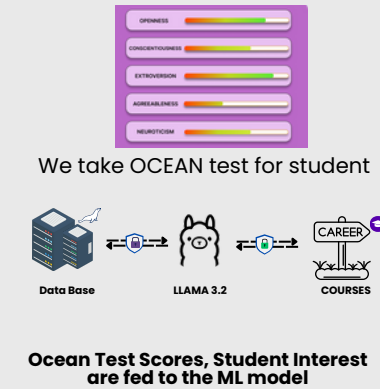 OPENNESS
CONSCIENTIOUSNESS
EXTROVERSION
AGREEABLENESS
NEUROTICISM
We take OCEAN test for student
CAREER
Data Base
LLAMA 3.2
COURSES
Ocean Test Scores, Student Interest
are fed to the ML model